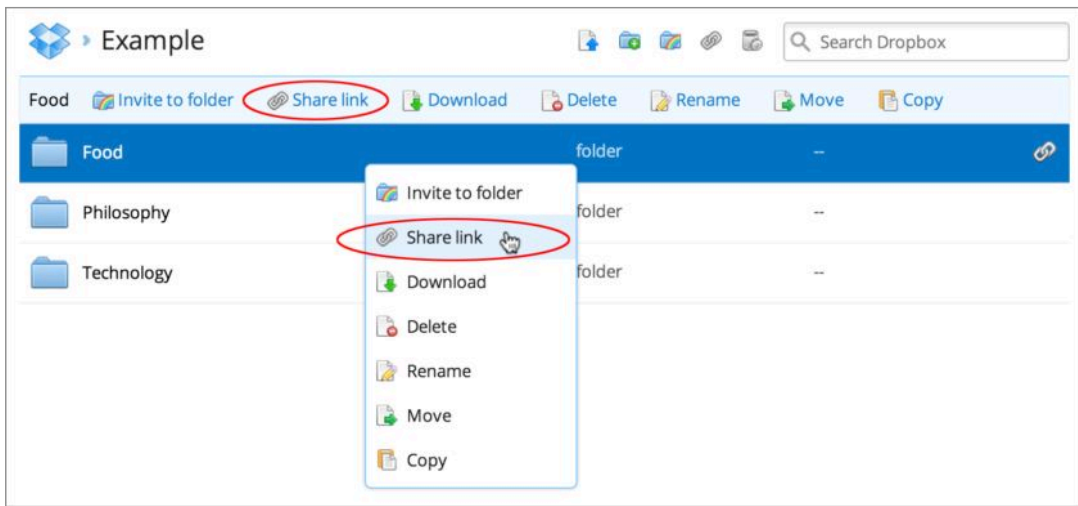 Example
Search Dropbox
Food Invite to folder Share link Download Delete Rename Move Copy
Food folder --
Invite to folder
Philosophy folder --
Share link
Technology folder --
Download
Delete
Rename
Move
Copy